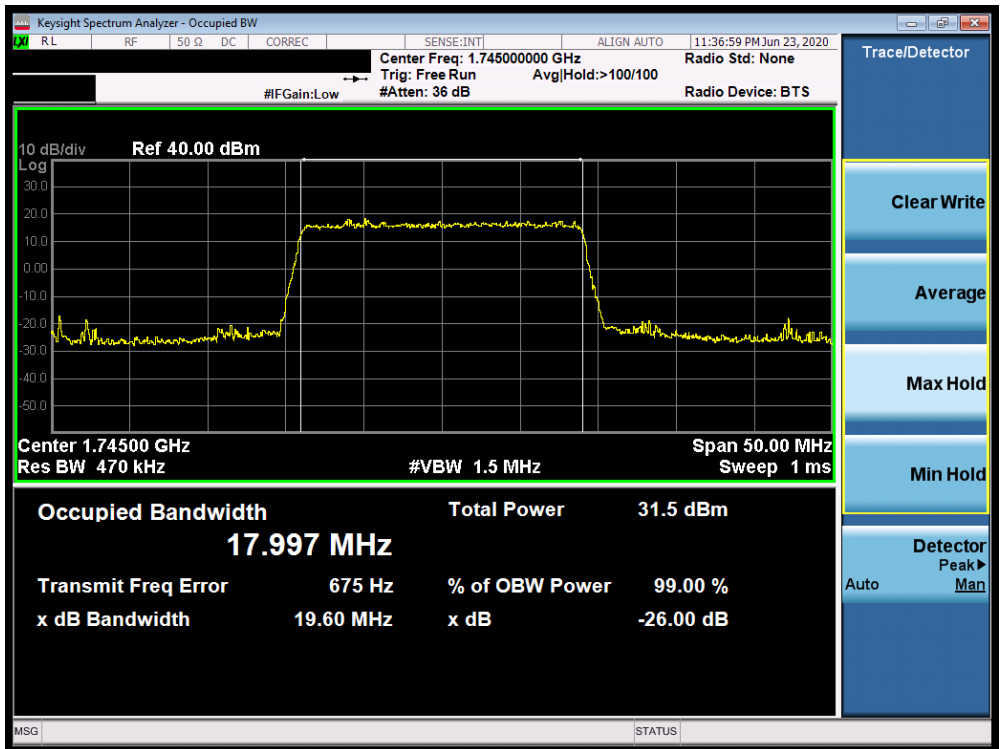 Keysight Spectrum Analyzer - Occupied BW
LXI RL RF 50 Ω DC CORREC SENSE:INT ALIGN AUTO 11:36:59 PM Jun 23, 2020
Center Freq: 1.745000000 GHz Radio Std: None
Trig: Free Run Avg|Hold:>100/100
#IFGain:Low #Atten: 36 dB Radio Device: BTS
10 dB/div Ref 40.00 dBm
Log
30.0
20.0
10.0
0.00
-10.0
-20.0
-30.0
-40.0
-50.0
Center 1.74500 GHz Span 50.00 MHz
Res BW 470 kHz #VBW 1.5 MHz Sweep 1 ms
Occupied Bandwidth Total Power 31.5 dBm
17.997 MHz
Transmit Freq Error 675 Hz % of OBW Power 99.00 %
x dB Bandwidth 19.60 MHz x dB -26.00 dB
MSG STATUS
Trace/Detector
Clear Write
Average
Max Hold
Min Hold
Detector
Peak▶
Auto Man